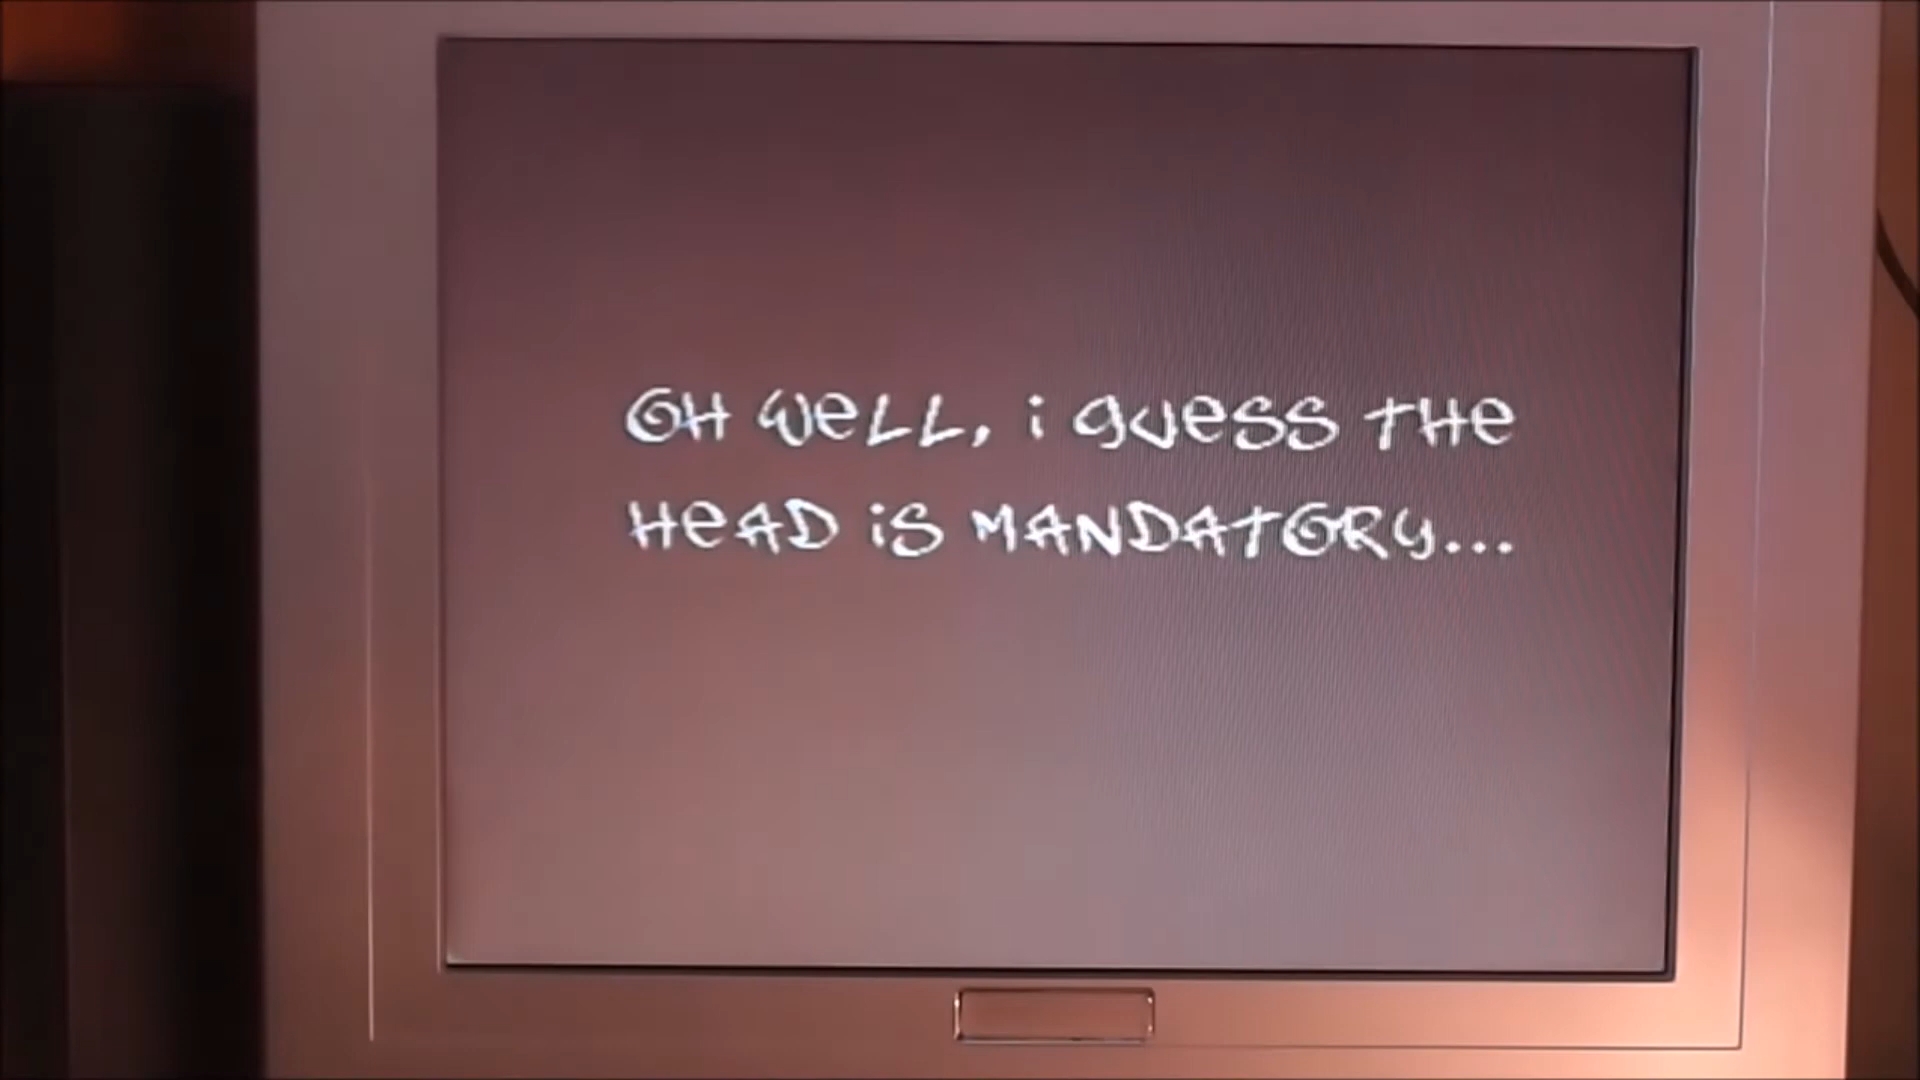 OH WeLL, i guess THe
HeAD iS MANDATORy...